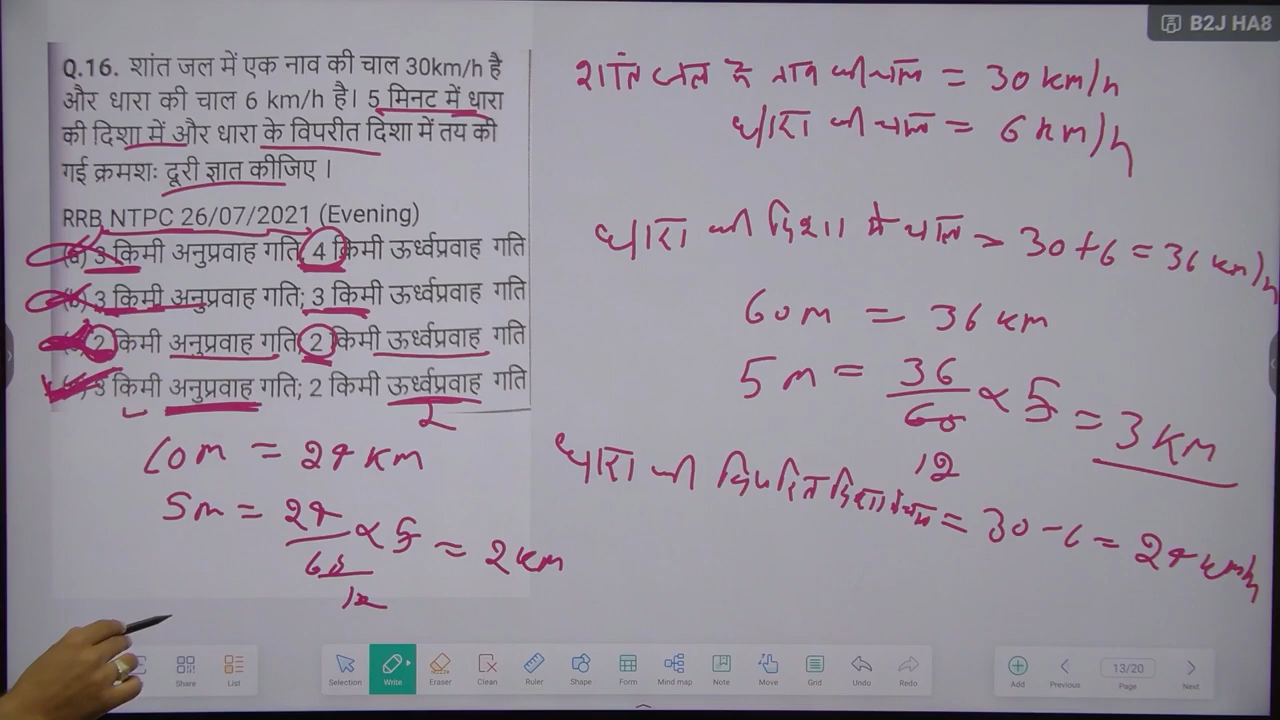 B2J HA8
Q.16. शांत जल में एक नाव की चाल 30km/h है
और धारा की चाल 6 km/h है। 5 मिनट में धारा
की दिशा में और धारा के विपरीत दिशा में तय की
गई क्रमशः दूरी ज्ञात कीजिए ।
RRB NTPC 26/07/2021 (Evening)
(a) 3 किमी अनुप्रवाह गति; 4 किमी ऊर्ध्वप्रवाह गति
(b) 3 किमी अनुप्रवाह गति; 3 किमी ऊर्ध्वप्रवाह गति
2 किमी अनुप्रवाह गति; 2 किमी ऊर्ध्वप्रवाह गति
3 किमी अनुप्रवाह गति; 2 किमी ऊर्ध्वप्रवाह गति
2
60m = 24 KM
5m = 24/60 × 5 = 2 KM
12
शांत जल में नाव की चाल = 30 km/h
धारा की चाल = 6 km/h
धारा की दिशा में चाल = 30+6 = 36 km/h
60m = 36 KM
5m = 36/60 × 5 = 3 KM
12
धारा की विपरित दिशा में चाल = 30-6 = 24 km/h
Share
List
Selection
Write
Eraser
Clean
Ruler
Shape
Form
Mind map
Note
Move
Grid
Undo
Redo
Add
Previous
13/20
Page
Next